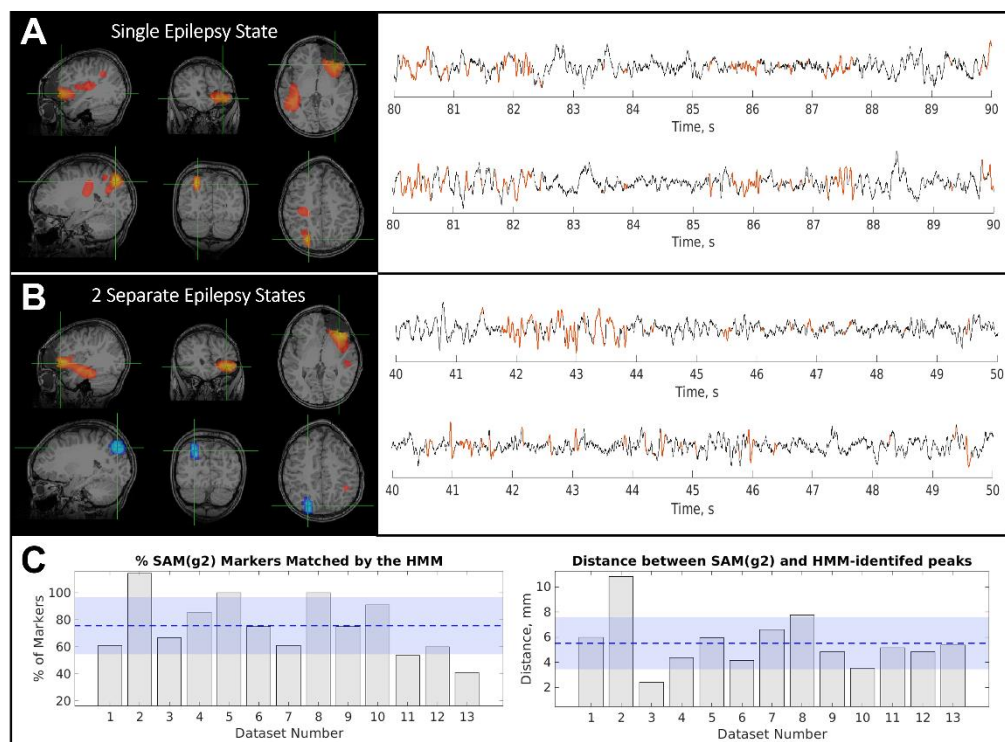 A
Single Epilepsy State
80 81 82 83 84 85 86 87 88 89 90
Time, s
80 81 82 83 84 85 86 87 88 89 90
Time, s
B
2 Separate Epilepsy States
40 41 42 43 44 45 46 47 48 49 50
Time, s
40 41 42 43 44 45 46 47 48 49 50
Time, s
C
% SAM(g2) Markers Matched by the HMM
% of Markers
100
80
60
40
20
1 2 3 4 5 6 7 8 9 10 11 12 13
Dataset Number
Distance between SAM(g2) and HMM-identifed peaks
Distance, mm
10
8
6
4
2
1 2 3 4 5 6 7 8 9 10 11 12 13
Dataset Number